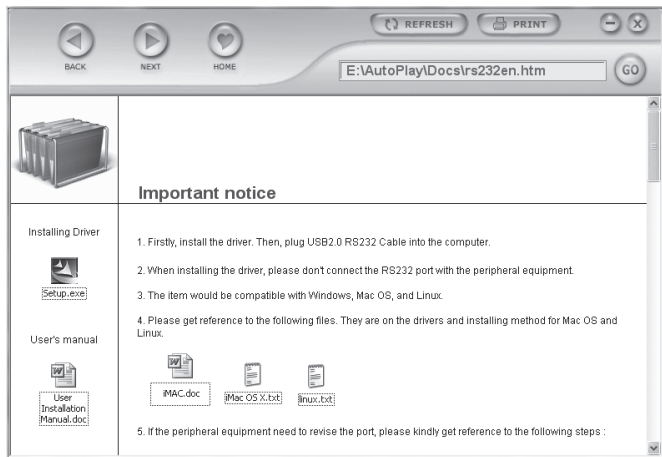 REFRESH
PRINT
BACK
NEXT
HOME
E:\AutoPlay\Docs\rs232en.htm
GO
Important notice
Installing Driver
Setup.exe
User's manual
User
Installation
Manual.doc
1. Firstly, install the driver. Then, plug USB2.0 RS232 Cable into the computer.
2. When installing the driver, please don't connect the RS232 port with the peripheral equipment.
3. The item would be compatible with Windows, Mac OS, and Linux.
4. Please get reference to the following files. They are on the drivers and installing method for Mac OS and
Linux.
iMAC.doc
iMac OS X.txt
linux.txt
5. If the peripheral equipment need to revise the port, please kindly get reference to the following steps :